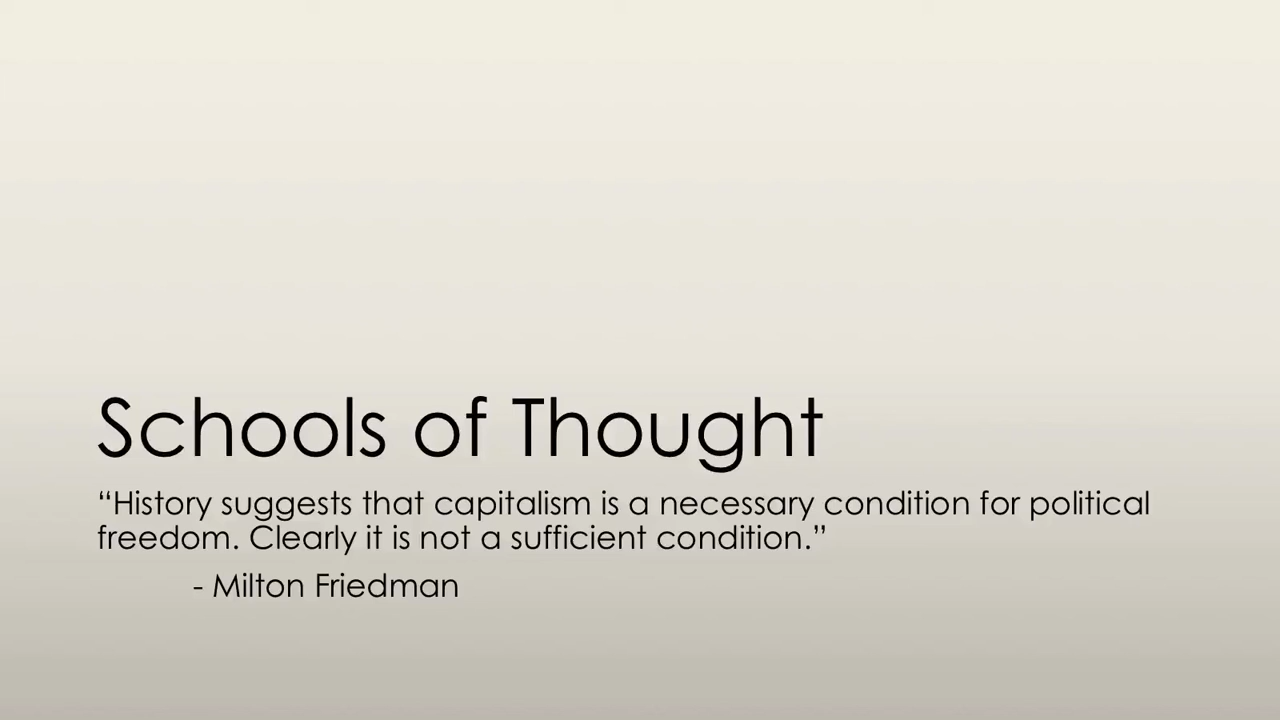 Schools of Thought
“History suggests that capitalism is a necessary condition for political
freedom. Clearly it is not a sufficient condition.”
- Milton Friedman